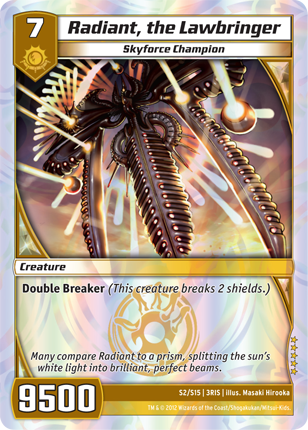 7
Radiant, the Lawbringer
Skyforce Champion
Creature
Double Breaker (This creature breaks 2 shields.)
Many compare Radiant to a prism, splitting the sun's
white light into brilliant, perfect beams.
9500
S2/S15 | 3RIS | illus. Masaki Hirooka
TM & © 2012 Wizards of the Coast/Shogakukan/Mitsui-Kids.